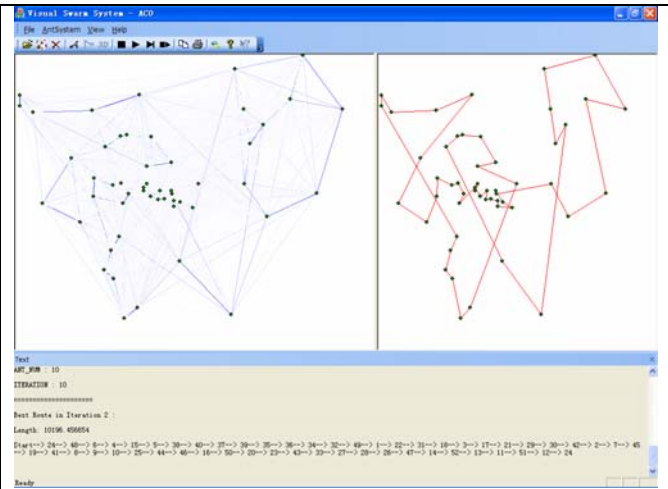 Visual Swarm System - ACO
File AntSystem View Help
Text
ANT_NUM : 10
ITERATION : 10
======================
Best Route in Iteration 2 :
Length: 10196.456654
Start--> 24--> 48--> 6--> 4--> 15--> 5--> 38--> 40--> 37--> 39--> 35--> 36--> 34--> 32--> 49--> 1--> 22--> 31--> 18--> 3--> 17--> 21--> 29--> 30--> 42--> 2--> 7--> 45
--> 19--> 41--> 8--> 9--> 10--> 25--> 44--> 46--> 16--> 50--> 20--> 23--> 43--> 33--> 27--> 28--> 26--> 47--> 14--> 52--> 13--> 11--> 51--> 12--> 24
Ready